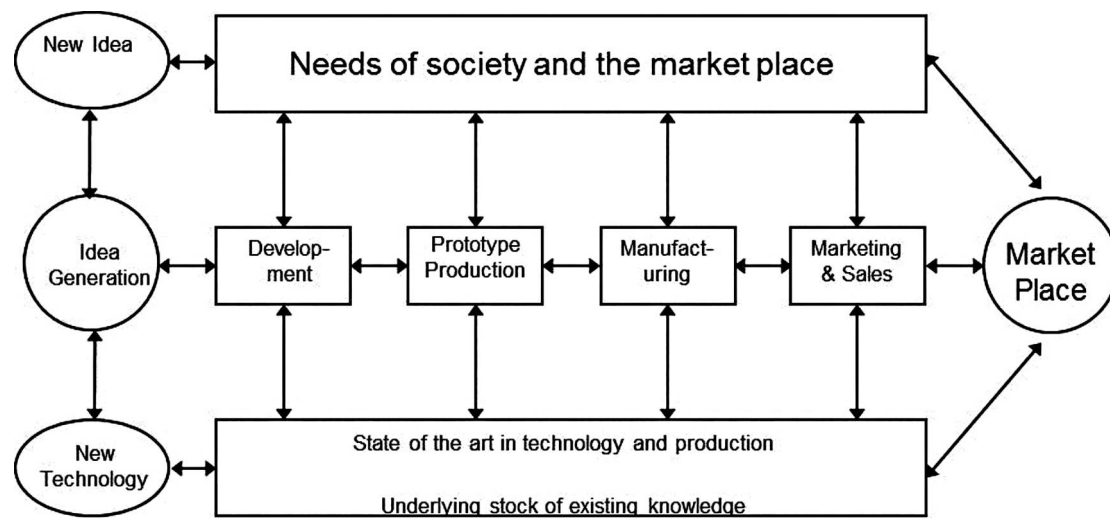 New Idea
Needs of society and the market place
Idea
Generation
Develop-
ment
Prototype
Production
Manufact-
uring
Marketing
& Sales
Market
Place
New
Technology
State of the art in technology and production
Underlying stock of existing knowledge